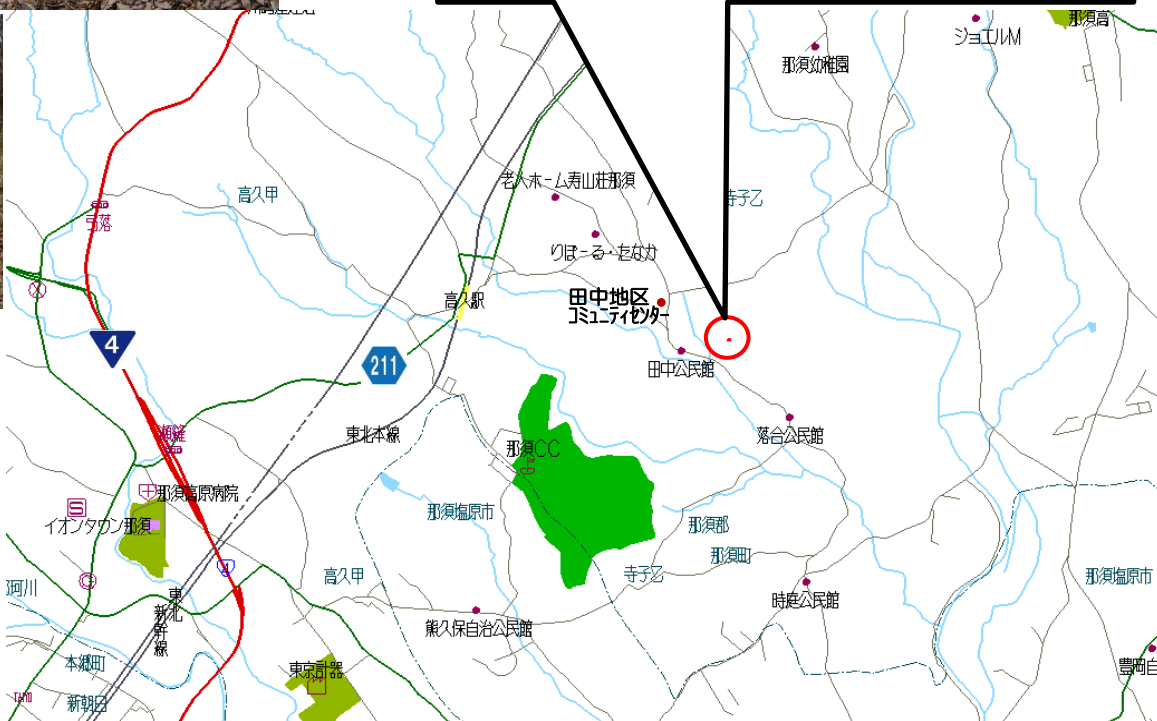 那須高
ジョエルM
那須幼稚園
老人ホーム寿山荘那須
高久甲
寺子乙
弓落
りぼーる・たなか
高久駅
田中地区
コミュニティセンター
4
211
田中公民館
東北本線
落合公民館
那須CC
那須高原病院
S
イオンタウン那須
那須塩原市
那須郡
那須町
4
高久甲
寺子乙
那須塩原市
河川
時庭公民館
東北
新幹線
熊久保自治公民館
本郷町
東京計器
豊岡自
新朝日